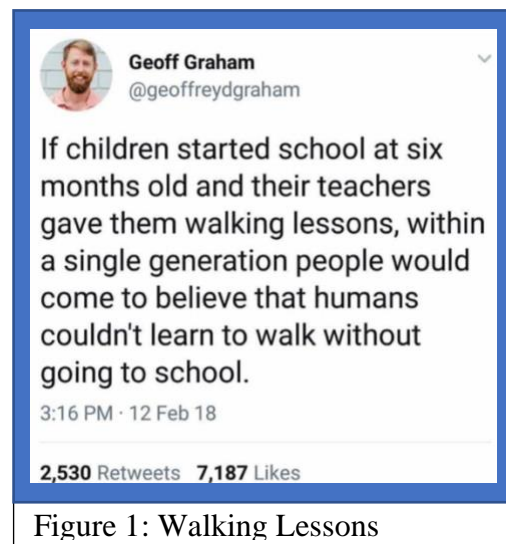 Geoff Graham
@geoffreydgraham
If children started school at six
months old and their teachers
gave them walking lessons, within
a single generation people would
come to believe that humans
couldn't learn to walk without
going to school.
3:16 PM · 12 Feb 18
2,530 Retweets 7,187 Likes
Figure 1: Walking Lessons